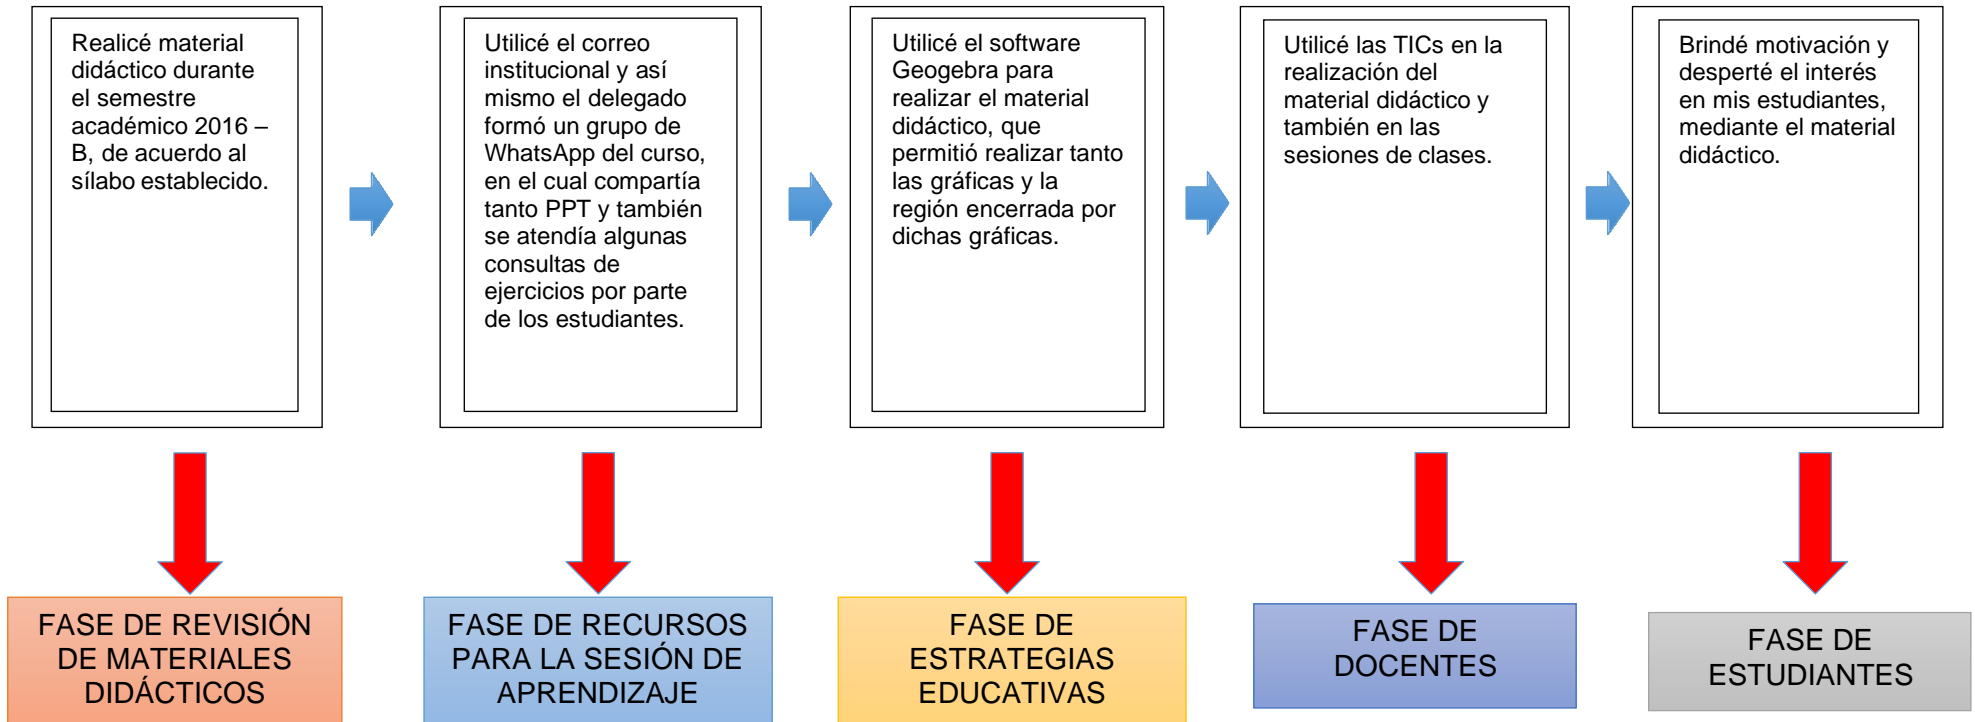 Realicé material
didáctico durante
el semestre
académico 2016 –
B, de acuerdo al
sílabo establecido.
Utilicé el correo
institucional y así
mismo el delegado
formó un grupo de
WhatsApp del curso,
en el cual compartía
tanto PPT y también
se atendía algunas
consultas de
ejercicios por parte
de los estudiantes.
Utilicé el software
Geogebra para
realizar el material
didáctico, que
permitió realizar tanto
las gráficas y la
región encerrada por
dichas gráficas.
Utilicé las TICs en la
realización del
material didáctico y
también en las
sesiones de clases.
Brindé motivación y
desperté el interés
en mis estudiantes,
mediante el material
didáctico.
FASE DE REVISIÓN
DE MATERIALES
DIDÁCTICOS
FASE DE RECURSOS
PARA LA SESIÓN DE
APRENDIZAJE
FASE DE
ESTRATEGIAS
EDUCATIVAS
FASE DE
DOCENTES
FASE DE
ESTUDIANTES